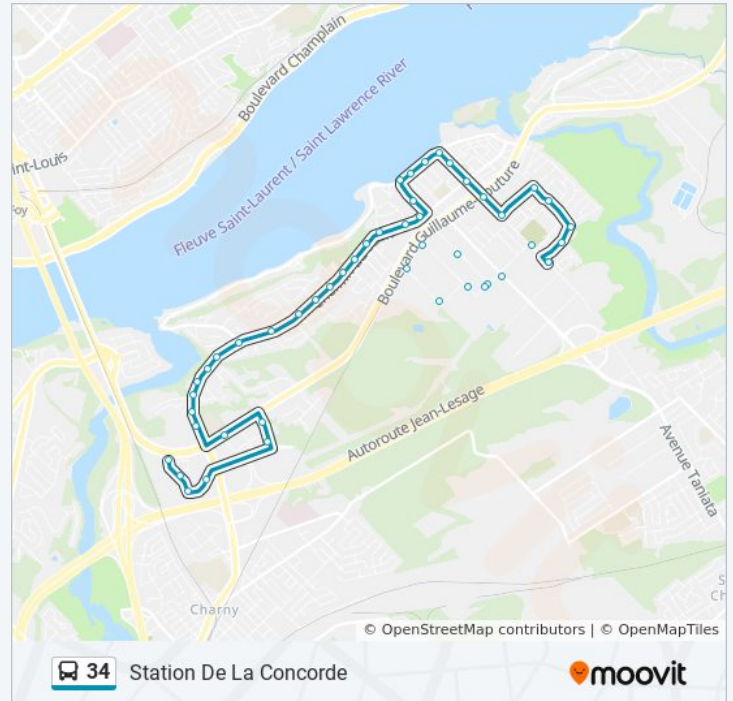 Boulevard Champlain
int-Louis
Foy
Fleuve Saint-Laurent / Saint Lawrence River
Boulevard Guillaume-Couture
Autoroute Jean-Lesage
Avenue Taniata
Charny
© OpenStreetMap contributors | © OpenMapTiles
34 Station De La Concorde
moovit